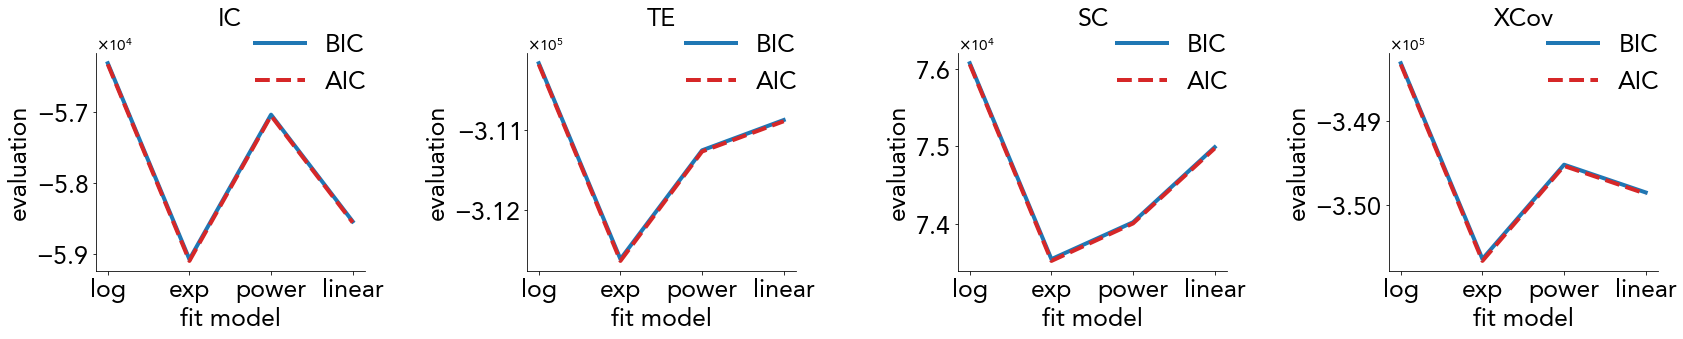 IC
×10⁴
BIC
AIC
evaluation
−5.7
−5.8
−5.9
log exp power linear
fit model
TE
×10⁵
BIC
AIC
evaluation
−3.11
−3.12
log exp power linear
fit model
SC
×10⁴
BIC
AIC
evaluation
7.6
7.5
7.4
log exp power linear
fit model
XCov
×10⁵
BIC
AIC
evaluation
−3.49
−3.50
log exp power linear
fit model